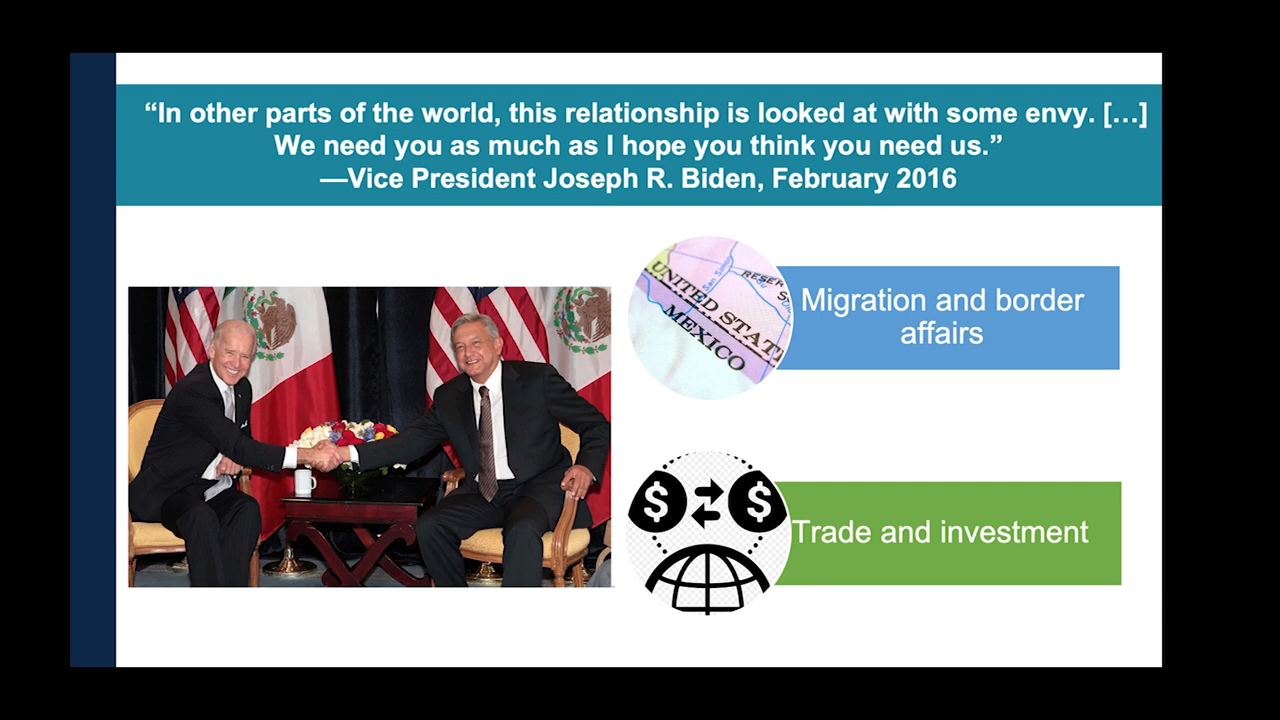 “In other parts of the world, this relationship is looked at with some envy. […]
We need you as much as I hope you think you need us.”
—Vice President Joseph R. Biden, February 2016
UNITED STAT
MEXICO
RESER
Migration and border
affairs
$ $
Trade and investment